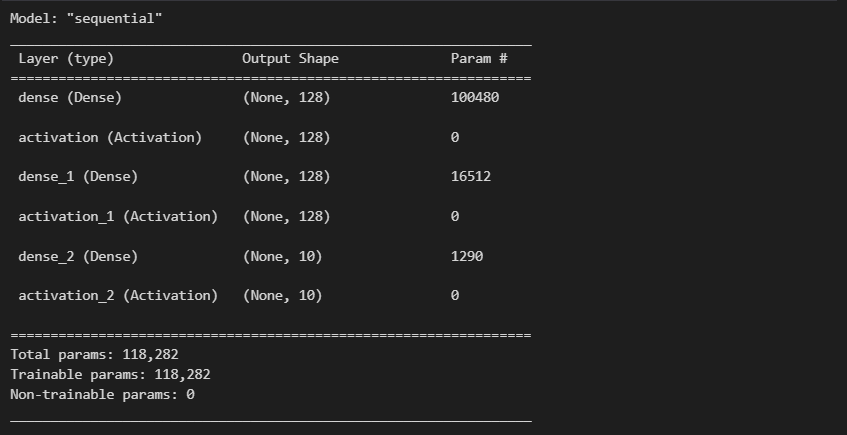 Model: "sequential"
Layer (type) Output Shape Param #
dense (Dense) (None, 128) 100480
activation (Activation) (None, 128) 0
dense_1 (Dense) (None, 128) 16512
activation_1 (Activation) (None, 128) 0
dense_2 (Dense) (None, 10) 1290
activation_2 (Activation) (None, 10) 0
Total params: 118,282
Trainable params: 118,282
Non-trainable params: 0